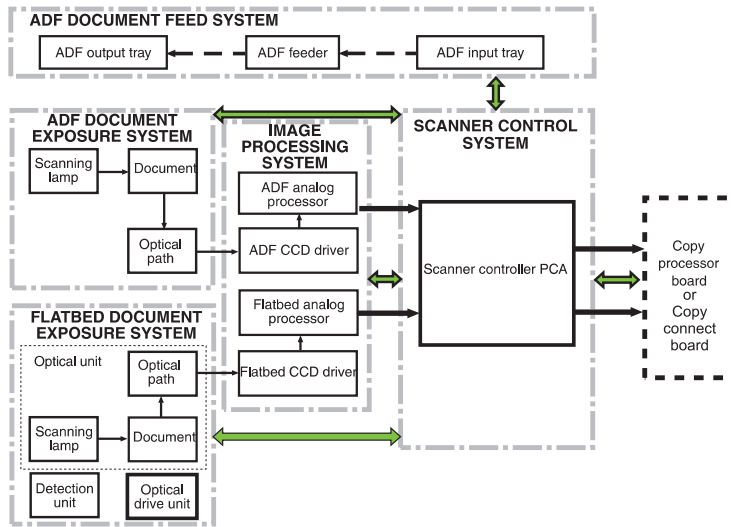 ADF DOCUMENT FEED SYSTEM
ADF output tray
ADF feeder
ADF input tray
ADF DOCUMENT
EXPOSURE SYSTEM
Scanning
lamp
Document
Optical
path
IMAGE
PROCESSING
SYSTEM
ADF analog
processor
ADF CCD driver
Flatbed analog
processor
Flatbed CCD driver
SCANNER CONTROL
SYSTEM
Scanner controller PCA
Copy
processor
board
or
Copy
connect
board
FLATBED DOCUMENT
EXPOSURE SYSTEM
Optical unit
Optical
path
Scanning
lamp
Document
Detection
unit
Optical
drive unit